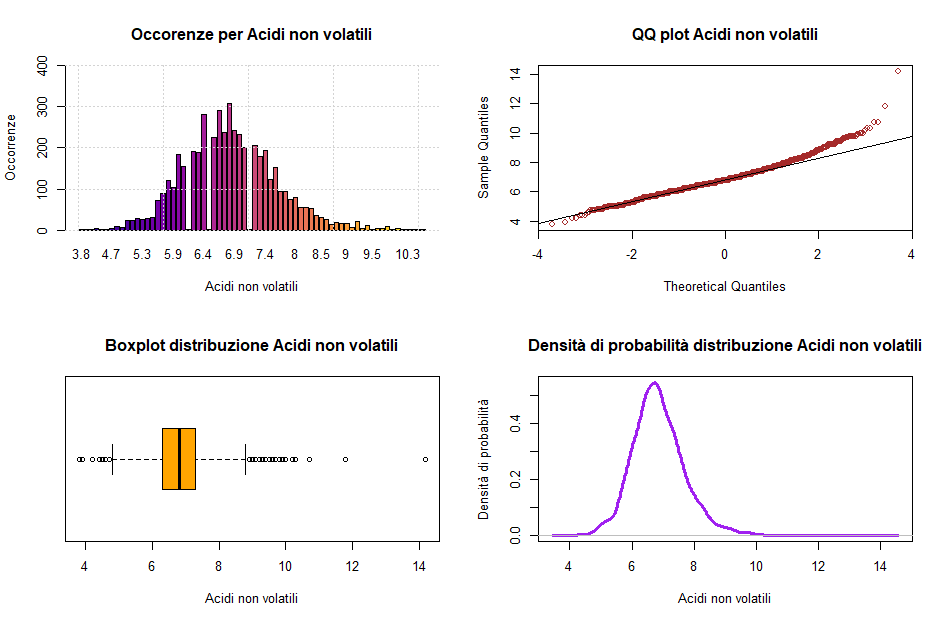 Occorenze per Acidi non volatili
Occorrenze
0 100 200 300 400
3.8 4.7 5.3 5.9 6.4 6.9 7.4 8 8.5 9 9.5 10.3
Acidi non volatili
QQ plot Acidi non volatili
Sample Quantiles
4 6 8 10 12 14
-4 -2 0 2 4
Theoretical Quantiles
Boxplot distribuzione Acidi non volatili
4 6 8 10 12 14
Acidi non volatili
Densità di probabilità distribuzione Acidi non volatili
Densità di probabilità
0.0 0.2 0.4
4 6 8 10 12 14
Acidi non volatili